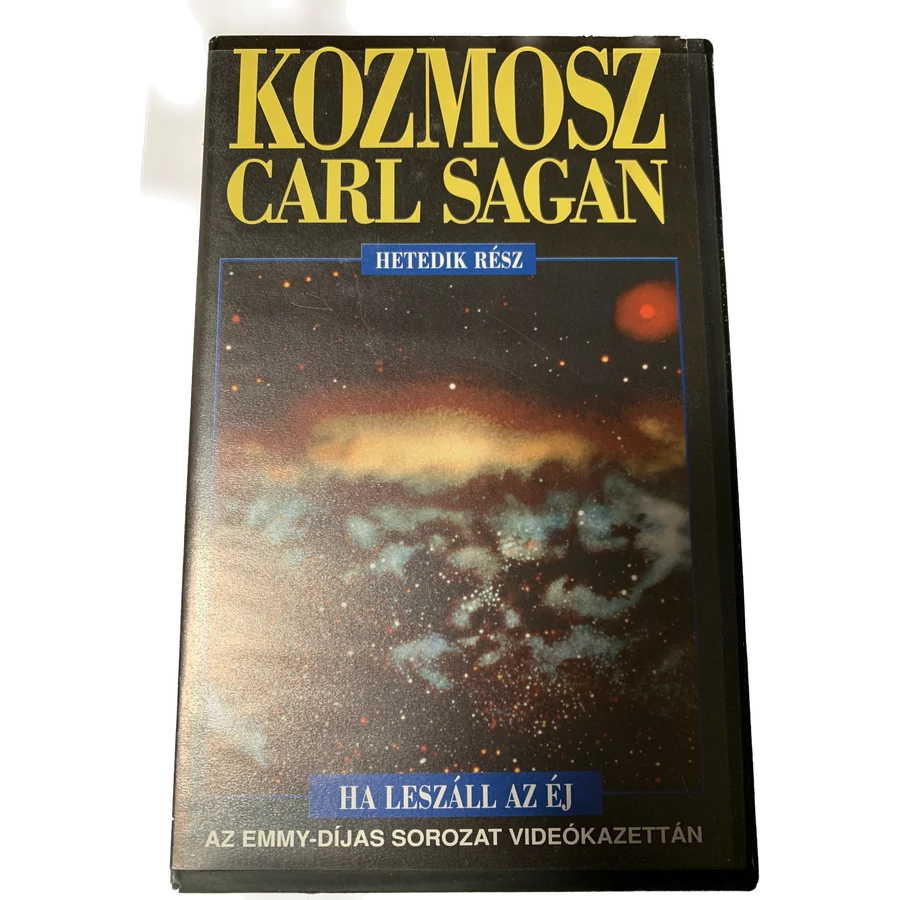 KOZMOSZ
CARL SAGAN
HETEDIK RÉSZ
HA LESZÁLL AZ ÉJ
AZ EMMY-DÍJAS SOROZAT VIDEÓKAZETTÁN